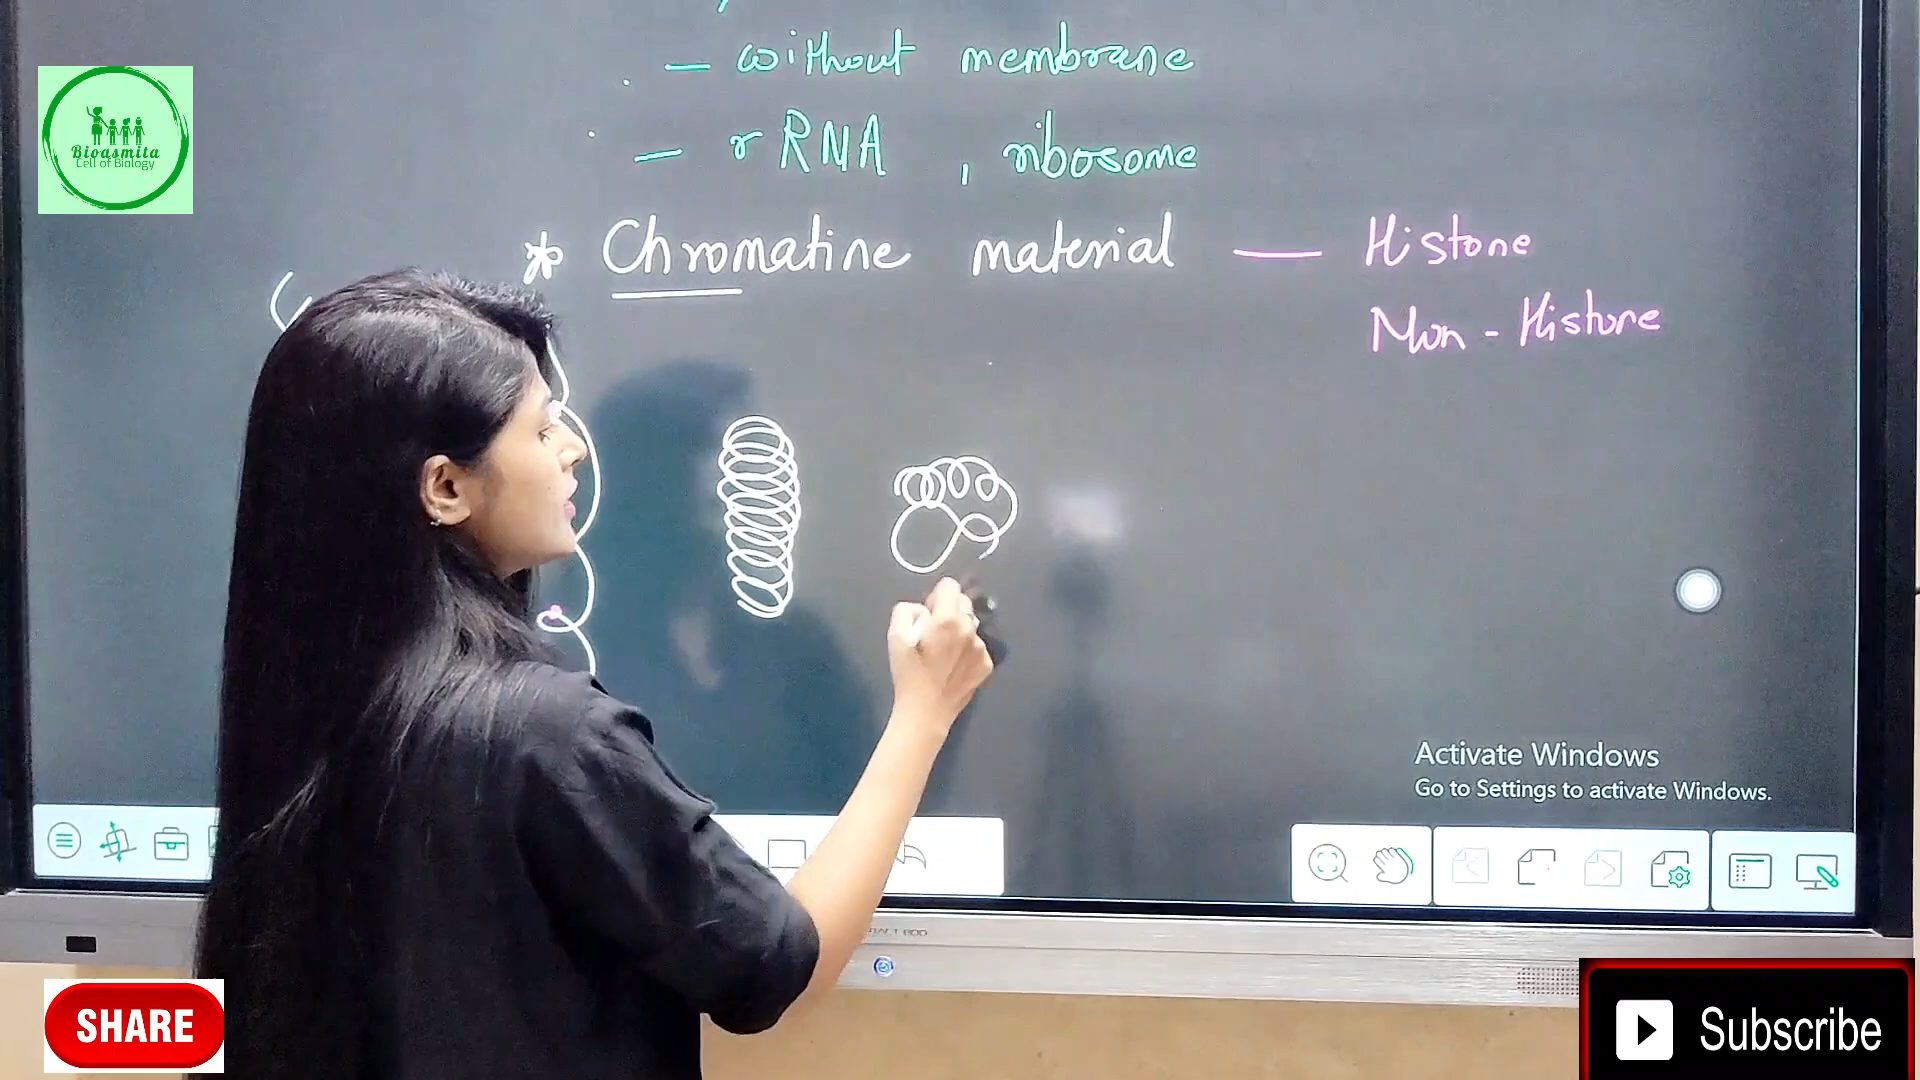 — without membrane
— rRNA , ribosome
* Chromatine material — Histone
Non - Histone
Bioasmita
Cell of Biology
Activate Windows
Go to Settings to activate Windows.
SHARE
Subscribe